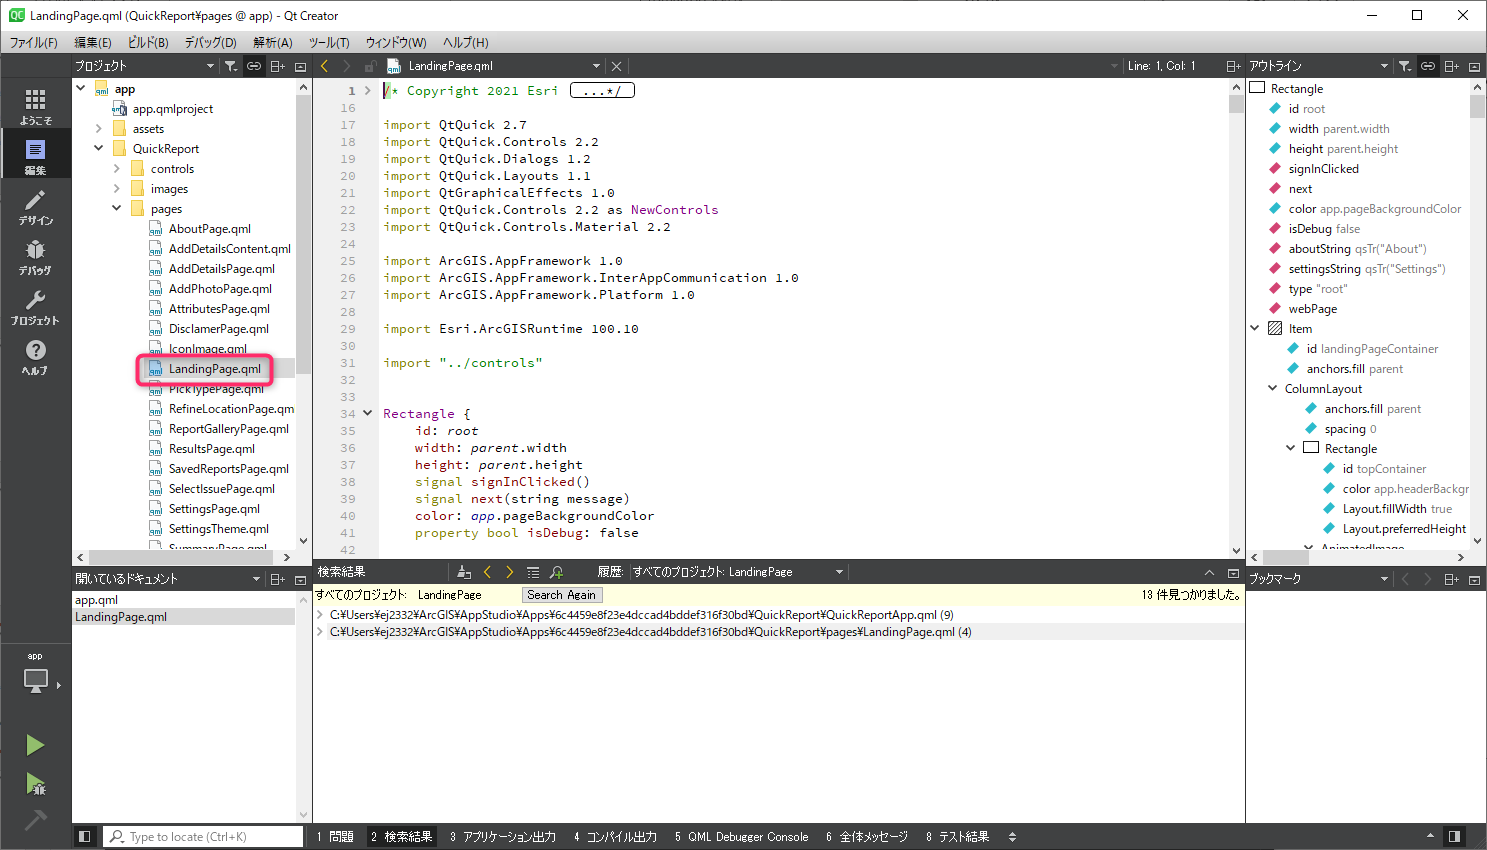 LandingPage.qml (QuickReport¥pages @ app) - Qt Creator
ファイル(F) 編集(E) ビルド(B) デバッグ(D) 解析(A) ツール(T) ウィンドウ(W) ヘルプ(H)
ようこそ
編集
デザイン
デバッグ
プロジェクト
ヘルプ
app
プロジェクト
app
app.qmlproject
assets
QuickReport
controls
images
pages
AboutPage.qml
AddDetailsContent.qml
AddDetailsPage.qml
AddPhotoPage.qml
AttributesPage.qml
DisclamerPage.qml
IconImage.qml
LandingPage.qml
PickTypePage.qml
RefineLocationPage.qm
ReportGalleryPage.qml
ResultsPage.qml
SavedReportsPage.qml
SelectIssuePage.qml
SettingsPage.qml
SettingsTheme.qml
SummaryPage.qml
開いているドキュメント
app.qml
LandingPage.qml
LandingPage.qml Line: 1, Col: 1
1 /* Copyright 2021 Esri ...*/
16
17 import QtQuick 2.7
18 import QtQuick.Controls 2.2
19 import QtQuick.Dialogs 1.2
20 import QtQuick.Layouts 1.1
21 import QtGraphicalEffects 1.0
22 import QtQuick.Controls 2.2 as NewControls
23 import QtQuick.Controls.Material 2.2
24
25 import ArcGIS.AppFramework 1.0
26 import ArcGIS.AppFramework.InterAppCommunication 1.0
27 import ArcGIS.AppFramework.Platform 1.0
28
29 import Esri.ArcGISRuntime 100.10
30
31 import "../controls"
32
33
34 Rectangle {
35 id: root
36 width: parent.width
37 height: parent.height
38 signal signInClicked()
39 signal next(string message)
40 color: app.pageBackgroundColor
41 property bool isDebug: false
42
アウトライン
Rectangle
id root
width parent.width
height parent.height
signInClicked
next
color app.pageBackgroundColor
isDebug false
aboutString qsTr("About")
settingsString qsTr("Settings")
type "root"
webPage
Item
id landingPageContainer
anchors.fill parent
ColumnLayout
anchors.fill parent
spacing 0
Rectangle
id topContainer
color app.headerBackgr
Layout.fillWidth true
Layout.preferredHeight
AnimatedImage
ブックマーク
検索結果 履歴: すべてのプロジェクト: LandingPage
すべてのプロジェクト: LandingPage Search Again 13 件見つかりました。
C:¥Users¥ej2332¥ArcGIS¥AppStudio¥Apps¥6c4459e8f23e4dccad4bddef316f30bd¥QuickReport¥QuickReportApp.qml (9)
C:¥Users¥ej2332¥ArcGIS¥AppStudio¥Apps¥6c4459e8f23e4dccad4bddef316f30bd¥QuickReport¥pages¥LandingPage.qml (4)
Type to locate (Ctrl+K) 1 問題 2 検索結果 3 アプリケーション出力 4 コンパイル出力 5 QML Debugger Console 6 全体メッセージ 8 テスト結果